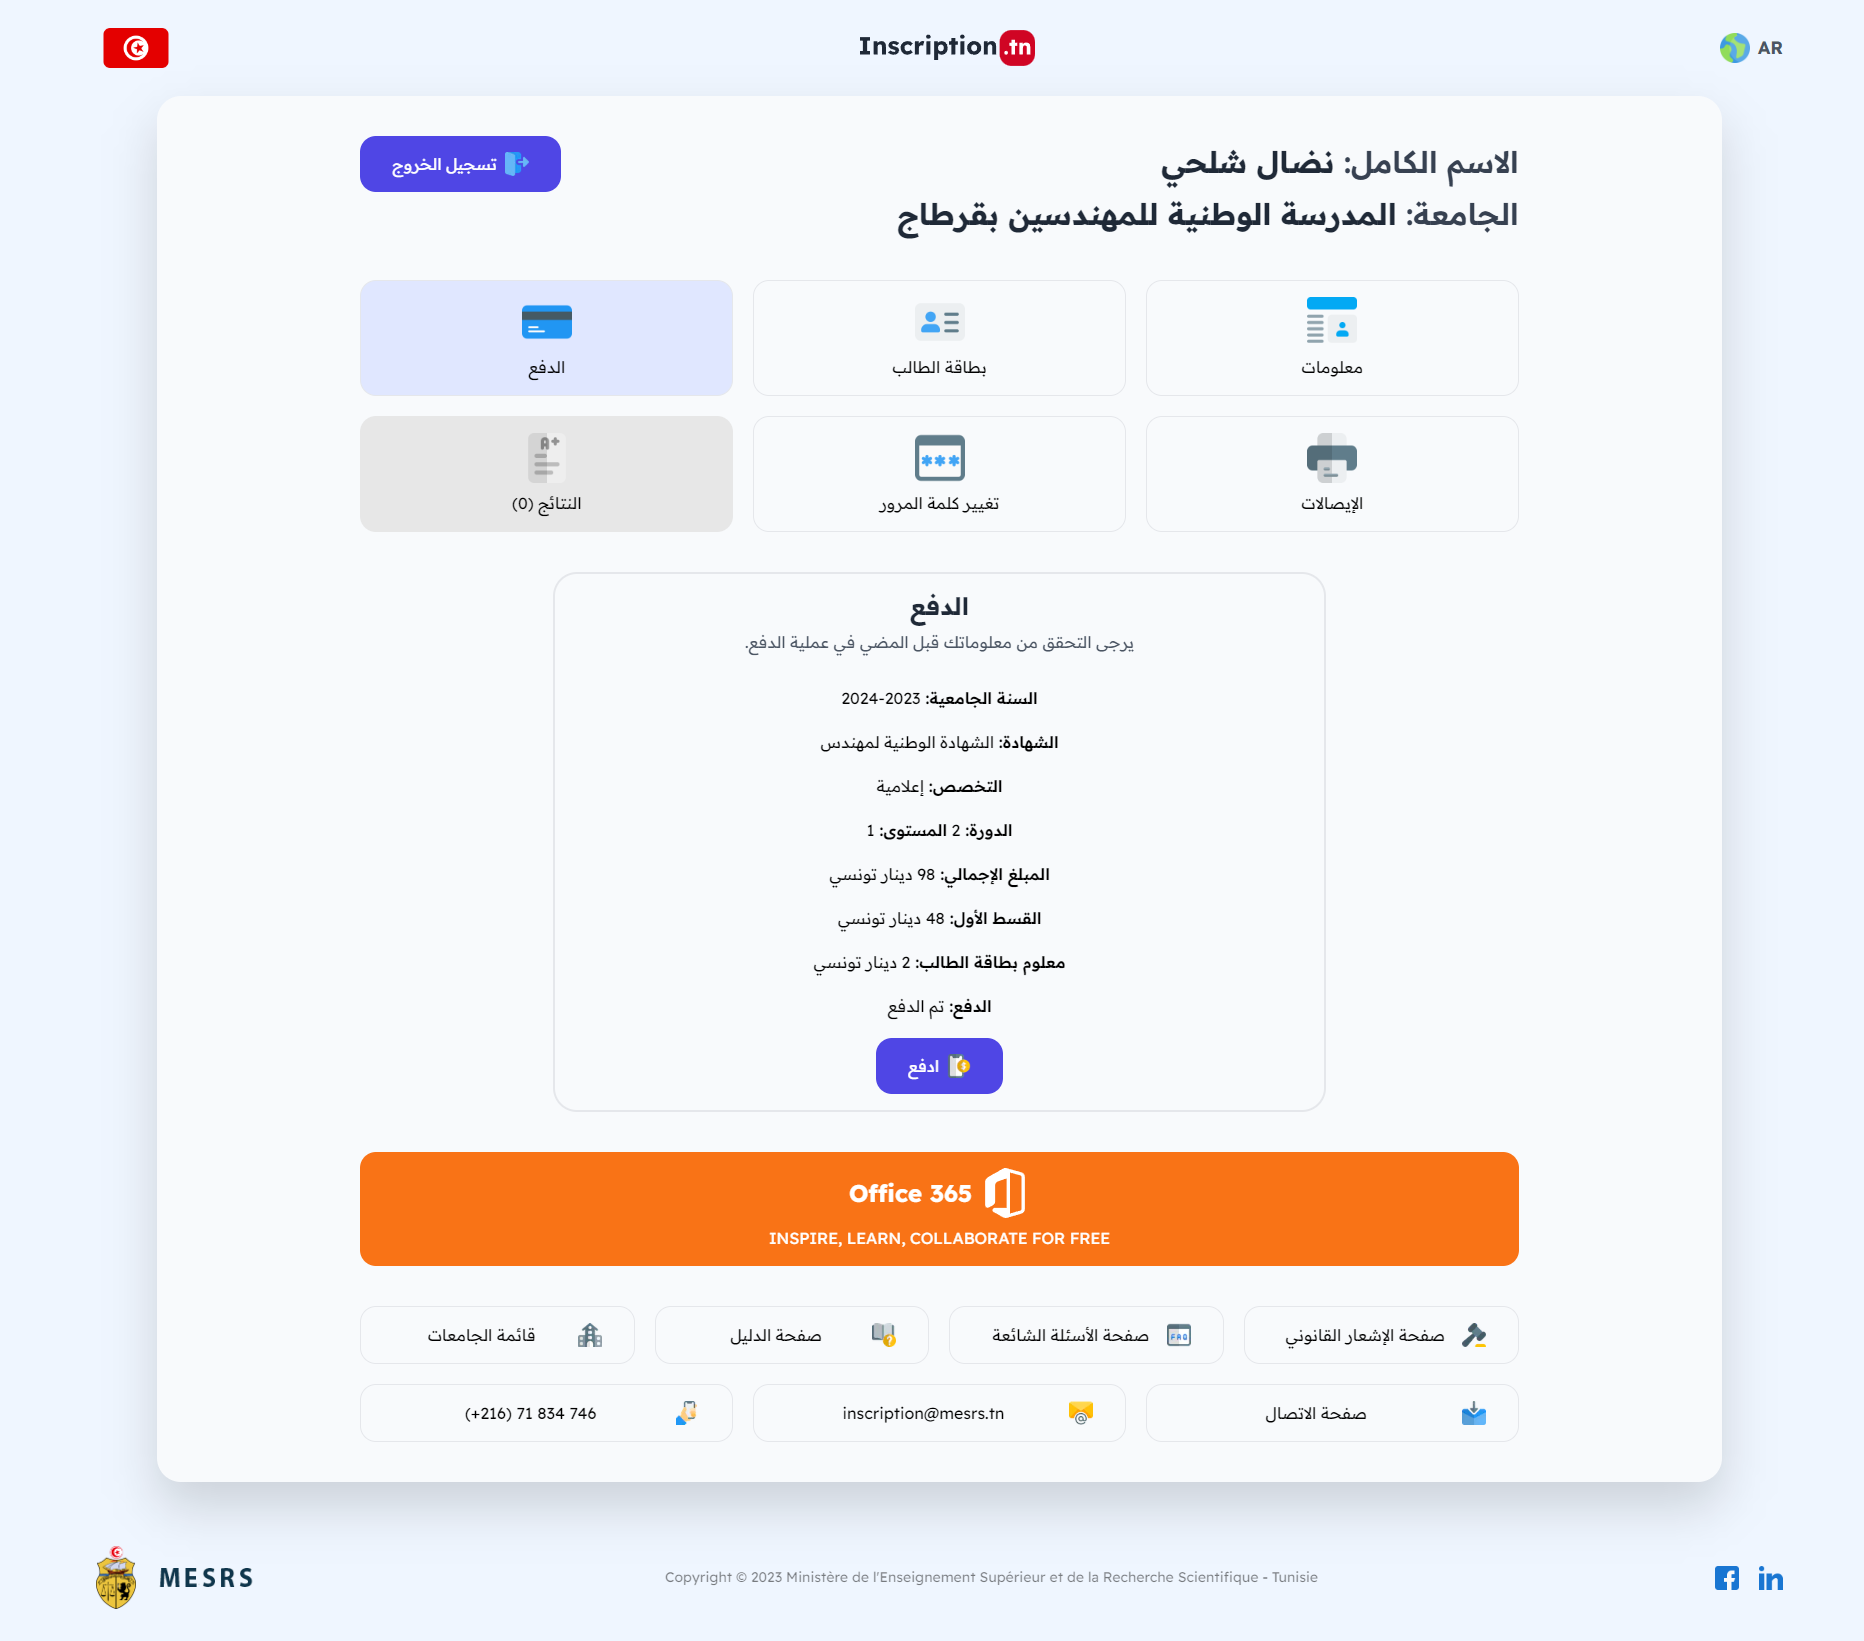 Inscription.tn
AR
الاسم الكامل: نضال شلحي
تسجيل الخروج
الجامعة: المدرسة الوطنية للمهندسين بقرطاج
معلومات
بطاقة الطالب
الدفع
الإيصالات
تغيير كلمة المرور
A+
النتائج (0)
الدفع
يرجى التحقق من معلوماتك قبل المضي في عملية الدفع.
السنة الجامعية: 2023-2024
الشهادة: الشهادة الوطنية لمهندس
التخصص: إعلامية
الدورة: 2 المستوى: 1
المبلغ الإجمالي: 98 دينار تونسي
القسط الأول: 48 دينار تونسي
معلوم بطاقة الطالب: 2 دينار تونسي
الدفع: تم الدفع
ادفع
Office 365
INSPIRE, LEARN, COLLABORATE FOR FREE
صفحة الإشعار القانوني
FAQ
صفحة الأسئلة الشائعة
صفحة الدليل
قائمة الجامعات
صفحة الاتصال
inscription@mesrs.tn
(+216) 71 834 746
MESRS
Copyright © 2023 Ministère de l'Enseignement Supérieur et de la Recherche Scientifique - Tunisie